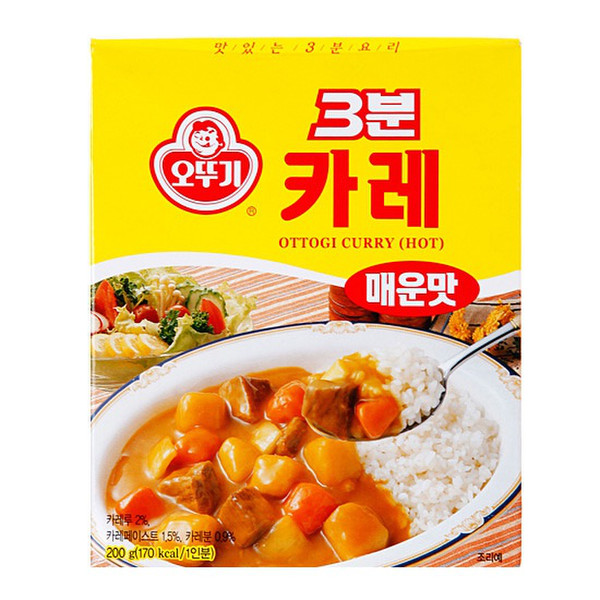 맛/있/는/3/분/요/리
3분
오뚜기
®
카레
OTTOGI CURRY (HOT)
매운맛
카레루 2%,
카레페이스트 1.5%, 카레분 0.9%
200 g(170 kcal/1인분)
조리예